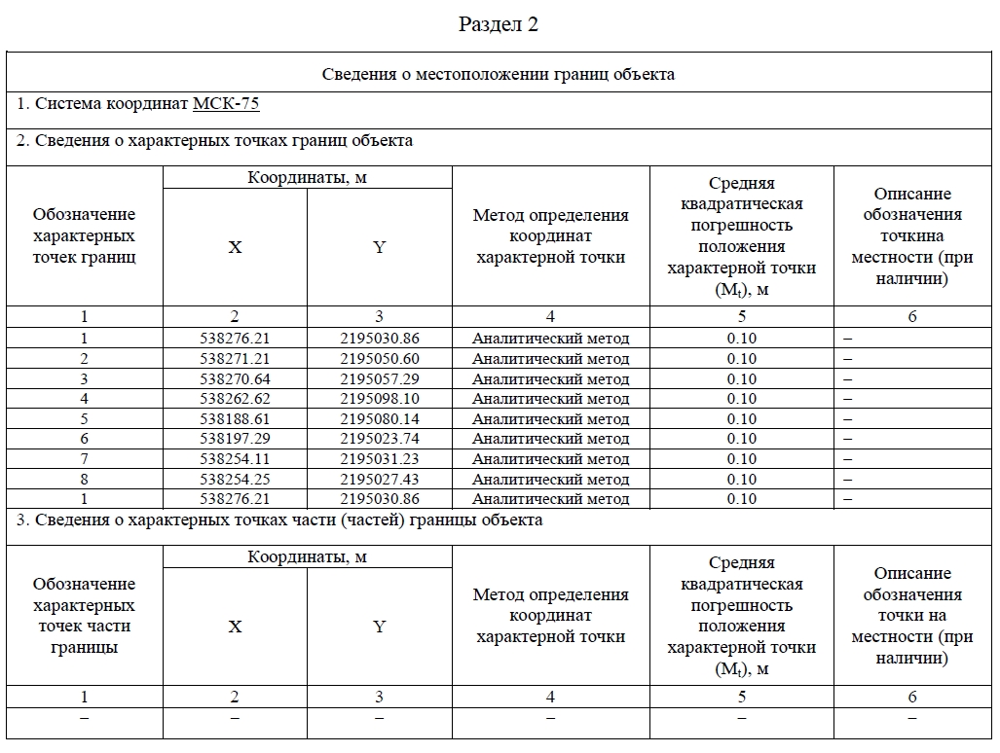 Раздел 2
Сведения о местоположении границ объекта
1. Система координат МСК-75
2. Сведения о характерных точках границ объекта
Обозначение
характерных
точек границ
Координаты, м
X
Y
Метод определения
координат
характерной точки
Средняя
квадратическая
погрешность
положения
характерной точки
(Mt), м
Описание
обозначения
точкина
местности (при
наличии)
1 2 3 4 5 6
1 538276.21 2195030.86 Аналитический метод 0.10 –
2 538271.21 2195050.60 Аналитический метод 0.10 –
3 538270.64 2195057.29 Аналитический метод 0.10 –
4 538262.62 2195098.10 Аналитический метод 0.10 –
5 538188.61 2195080.14 Аналитический метод 0.10 –
6 538197.29 2195023.74 Аналитический метод 0.10 –
7 538254.11 2195031.23 Аналитический метод 0.10 –
8 538254.25 2195027.43 Аналитический метод 0.10 –
1 538276.21 2195030.86 Аналитический метод 0.10 –
3. Сведения о характерных точках части (частей) границы объекта
Обозначение
характерных
точек части
границы
Координаты, м
X
Y
Метод определения
координат
характерной точки
Средняя
квадратическая
погрешность
положения
характерной точки
(Mt), м
Описание
обозначения
точки на
местности (при
наличии)
1 2 3 4 5 6
– – – – – –